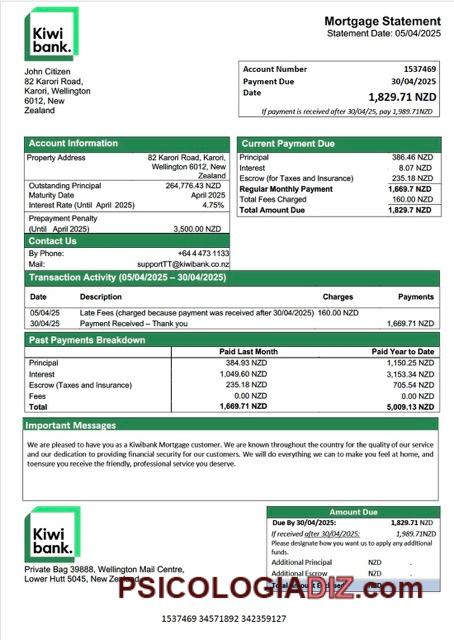 Kiwi
bank.
Mortgage Statement
Statement Date: 05/04/2025
John Citizen
82 Karori Road,
Karori, Wellington
6012, New
Zealand
Account Number 1537469
Payment Due 30/04/2025
Date 1,829.71 NZD
If payment is received after 30/04/25, pay 1,989.71NZD
Account Information
Property Address 82 Karori Road, Karori,
Wellington 6012, New
Zealand
Outstanding Principal 264,776.43 NZD
Maturity Date April 2025
Interest Rate (Until April 2025) 4.75%
Prepayment Penalty
(Until April 2025) 3,500.00 NZD
Contact Us
By Phone: +64 4 473 1133
Mail: supportTT@kiwibank.co.nz
Current Payment Due
Principal 386.46 NZD
Interest 8.07 NZD
Escrow (for Taxes and Insurance) 235.18 NZD
Regular Monthly Payment 1,669.7 NZD
Total Fees Charged 160.00 NZD
Total Amount Due 1,829.7 NZD
Transaction Activity (05/04/2025 – 30/04/2025)
Date Description Charges Payments
05/04/25 Late Fees (charged because payment was received after 30/04/2025) 160.00 NZD
30/04/25 Payment Received – Thank you 1,669.71 NZD
Past Payments Breakdown
Paid Last Month Paid Year to Date
Principal 384.93 NZD 1,150.25 NZD
Interest 1,049.60 NZD 3,153.34 NZD
Escrow (Taxes and Insurance) 235.18 NZD 705.54 NZD
Fees 0.00 NZD 0.00 NZD
Total 1,669.71 NZD 5,009.13 NZD
Important Messages
We are pleased to have you as a Kiwibank Mortgage customer. We are known throughout the country for the quality of our service
and our dedication to providing financial security for our customers. We will do everything we can to make you feel at home, and
toensure you receive the friendly, professional service you deserve.
Kiwi
bank.
Private Bag 39888, Wellington Mail Centre,
Lower Hutt 5045, New Zealand
Amount Due
Due By 30/04/2025: 1,829.71 NZD
If received after 30/04/2025: 1,989.71NZD
Please designate how you want us to apply any additional
funds.
Additional Principal NZD .
Additional Escrow NZD .
PSICOLOGIADIZ.com
1537469 34571892 342359127